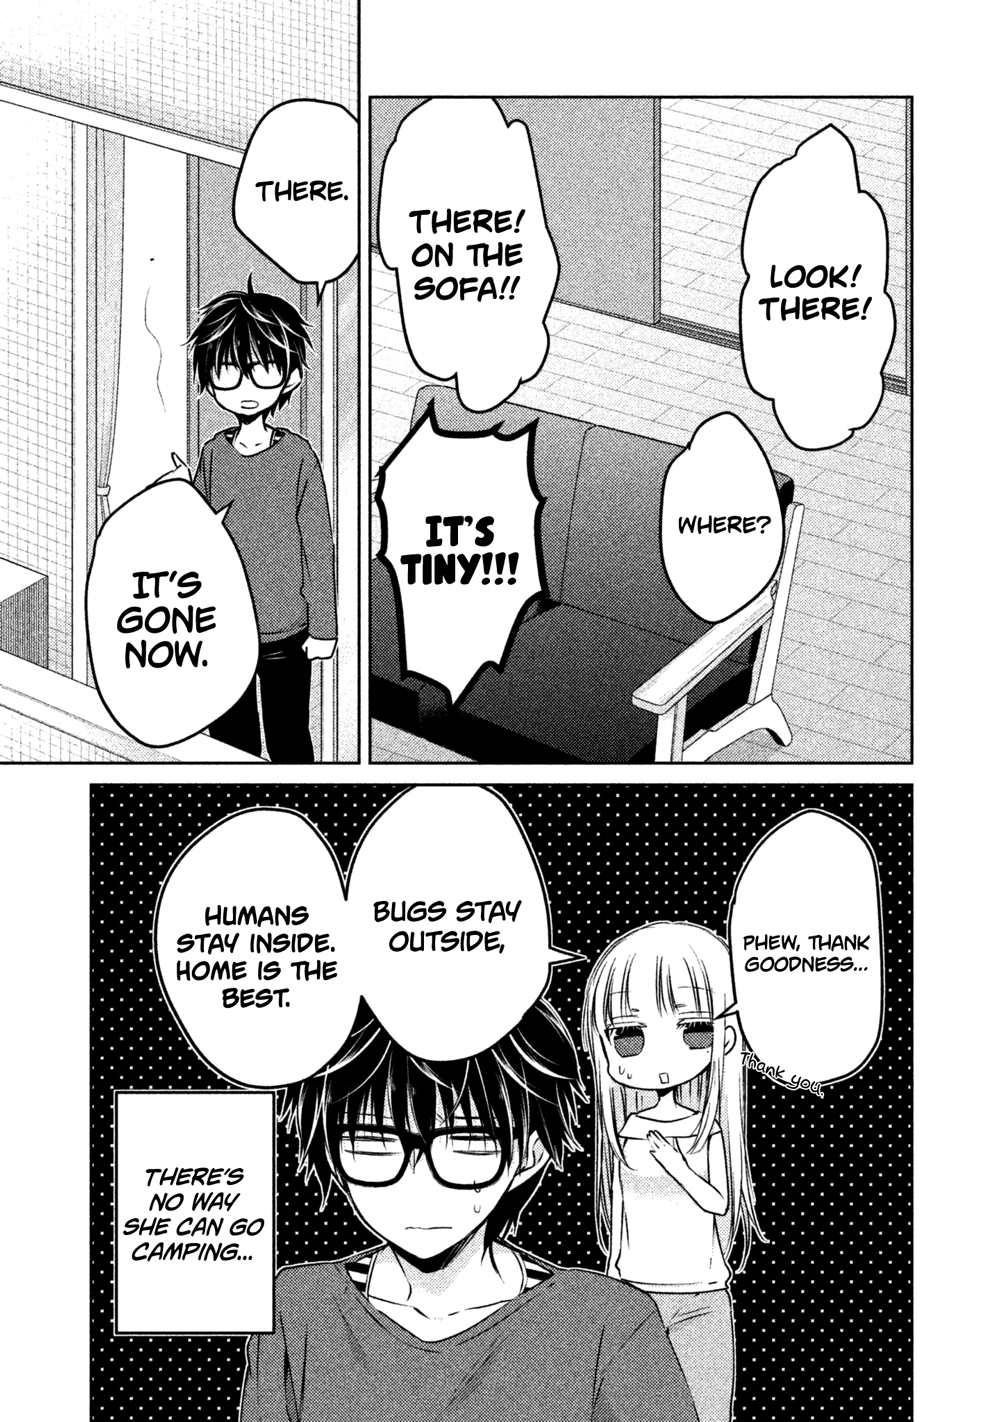 LOOK!
THERE!
THERE!
ON THE
SOFA!!
WHERE?
IT'S
TINY!!!
THERE.
IT'S
GONE
NOW.
PHEW, THANK
GOODNESS...
Thank you.
BUGS STAY
OUTSIDE,
HUMANS
STAY INSIDE.
HOME IS THE
BEST.
THERE'S
NO WAY
SHE CAN GO
CAMPING...